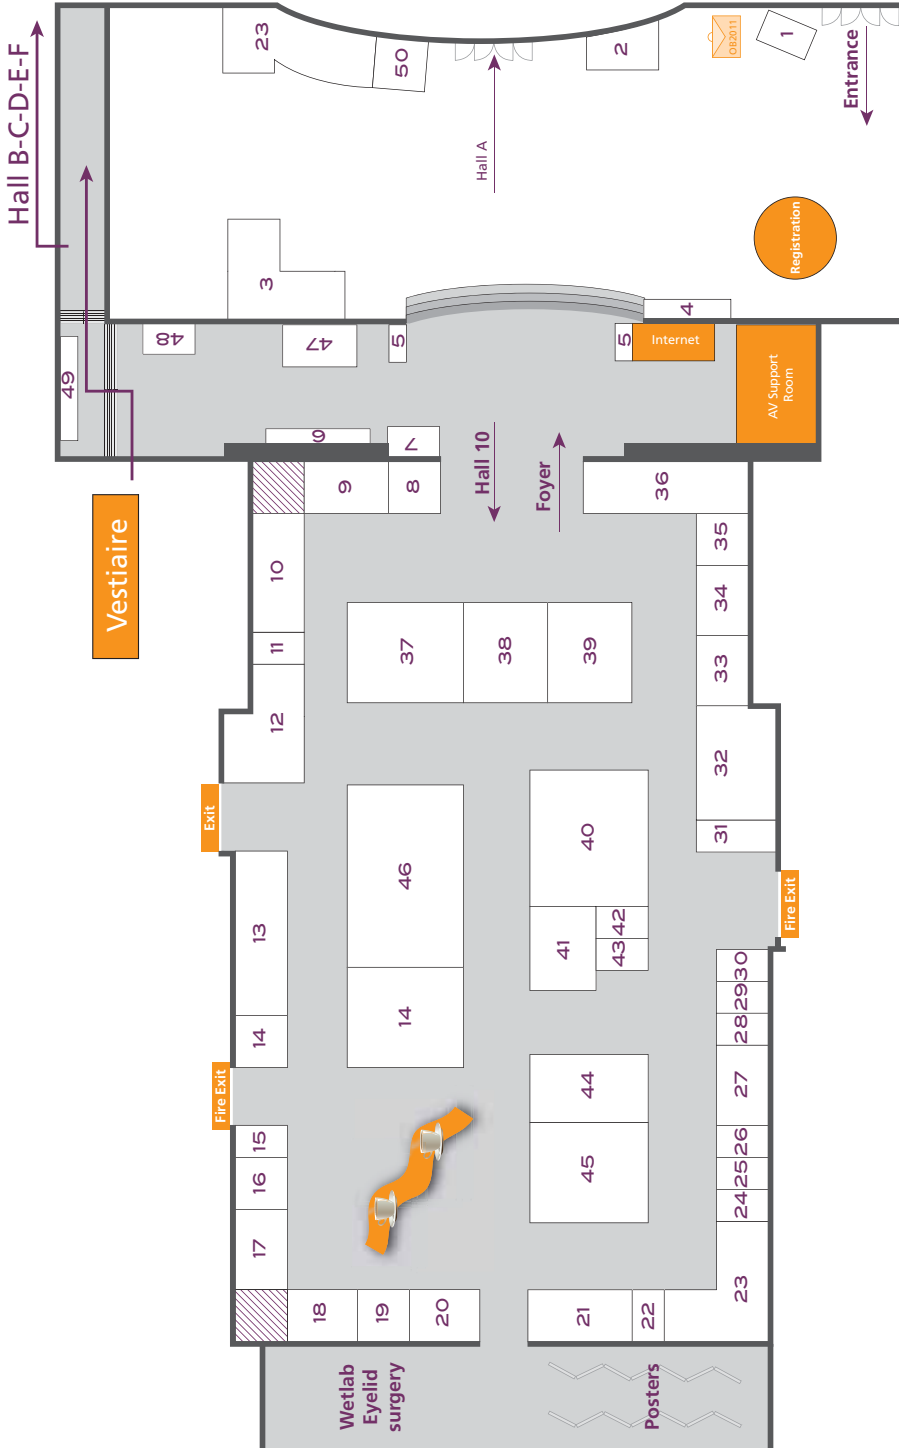 Hall B-C-D-E-F
23
50
2
OB2011
1
Entrance
Hall A
Registration
3
4
48
47
5
5
Internet
AV Support
Room
49
6
7
Hall 10
Foyer
Vestiaire
9
8
36
10
35
11
34
37
38
39
33
12
32
Exit
31
46
40
Fire Exit
13
41
42
43
30
14
14
29
28
Fire Exit
44
27
15
26
16
45
25
24
17
23
18
19
20
21
22
Wetlab
Eyelid
surgery
Posters